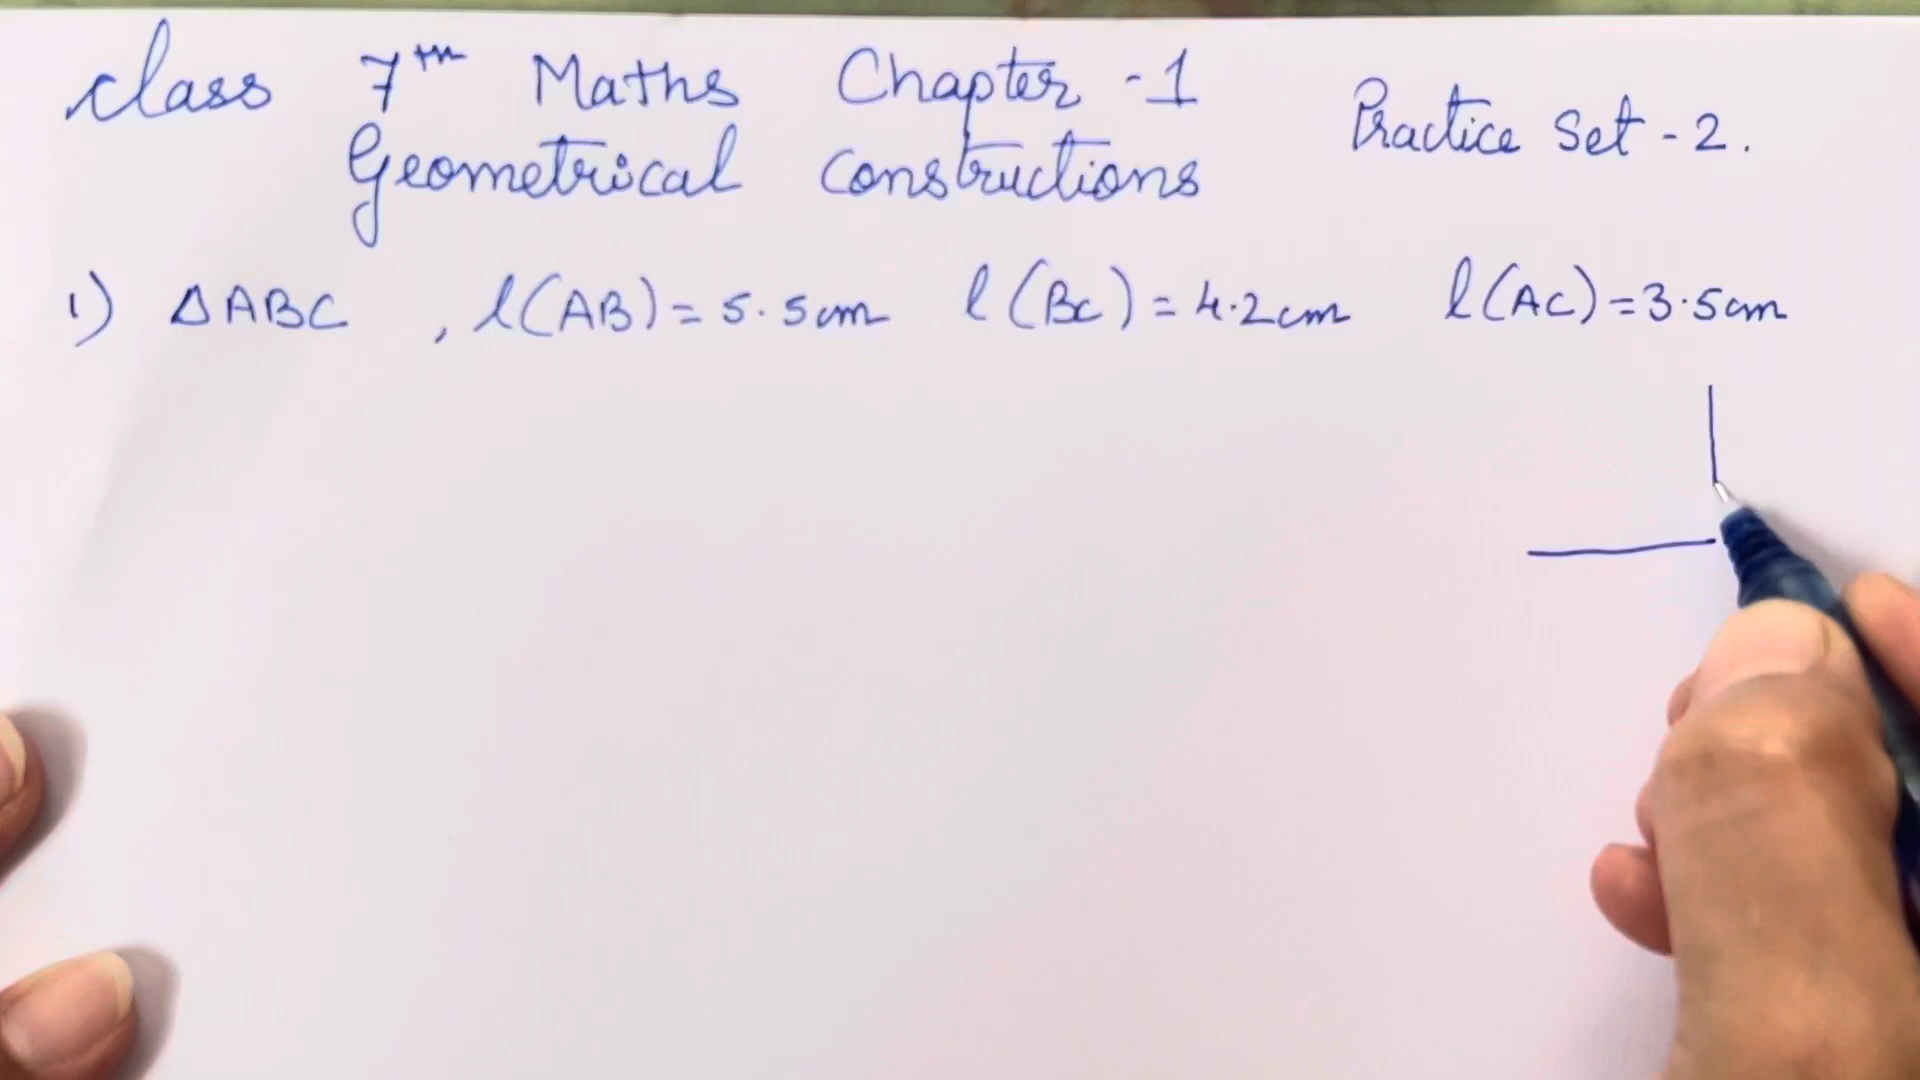 class 7th Maths Chapter - 1
Geometrical constructions
Practice Set - 2.
1) ΔABC , l(AB) = 5.5cm l(BC) = 4.2cm l(AC) = 3.5cm